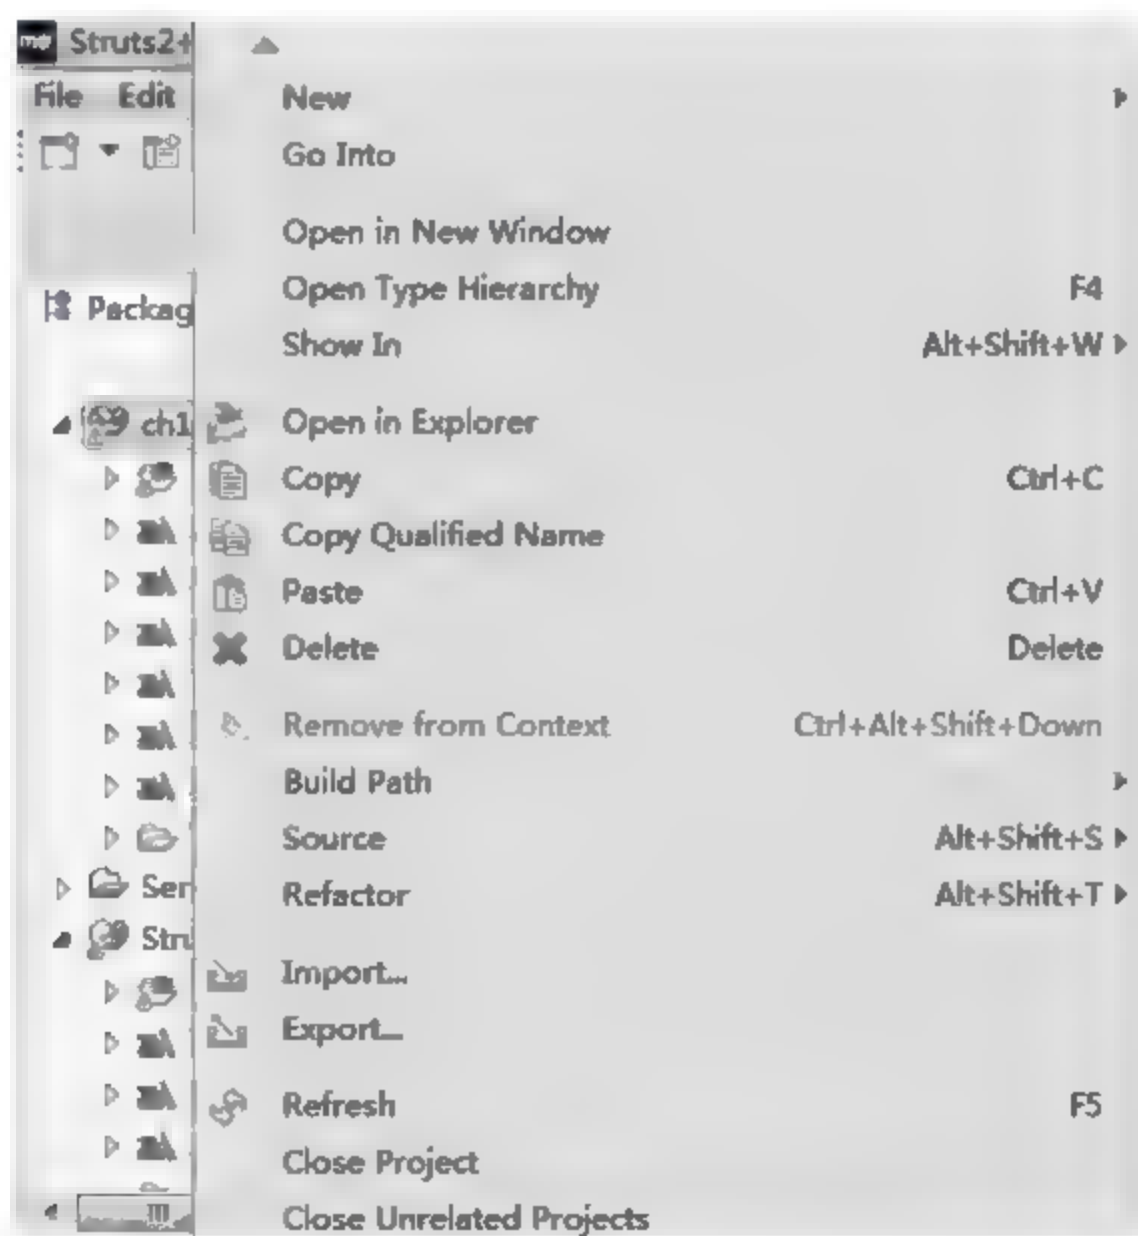 Struts2+
File Edit
New
Go Into
Open in New Window
Open Type Hierarchy F4
Packag
Show In Alt+Shift+W
ch1
Open in Explorer
Copy Ctrl+C
Copy Qualified Name
Paste Ctrl+V
Delete Delete
Remove from Context Ctrl+Alt+Shift+Down
Build Path
Source Alt+Shift+S
Ser
Refactor Alt+Shift+T
Stru
Import...
Export...
Refresh F5
Close Project
Close Unrelated Projects